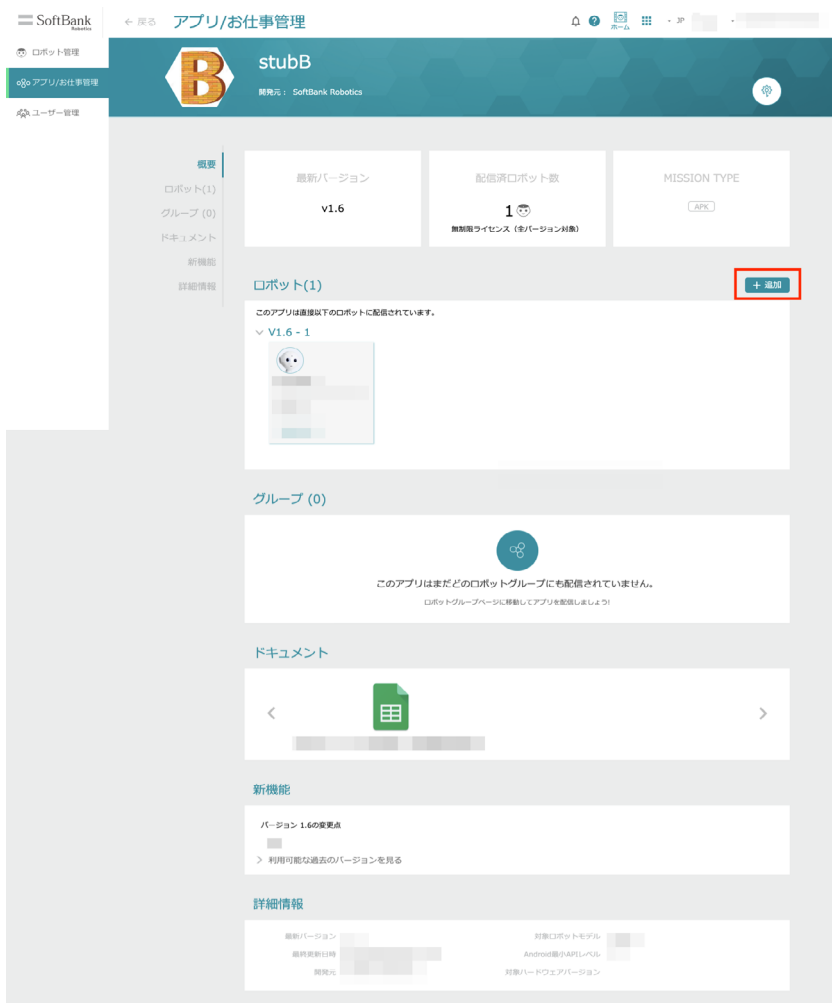 SoftBank
Robotics
← 戻る
アプリ/お仕事管理
ホーム
JP
ロボット管理
アプリ/お仕事管理
ユーザー管理
stubB
開発元： SoftBank Robotics
概要
ロボット(1)
グループ (0)
ドキュメント
新機能
詳細情報
最新バージョン
v1.6
配信済ロボット数
1
無制限ライセンス（全バージョン対象）
MISSION TYPE
APK
ロボット(1)
+ 追加
このアプリは直接以下のロボットに配信されています。
V1.6 - 1
グループ (0)
このアプリはまだどのロボットグループにも配信されていません。
ロボットグループページに移動してアプリを配信しましょう!
ドキュメント
新機能
バージョン 1.6の変更点
利用可能な過去のバージョンを見る
詳細情報
最新バージョン
最終更新日時
開発元
対象ロボットモデル
Android最小APIレベル
対象ハードウェアバージョン